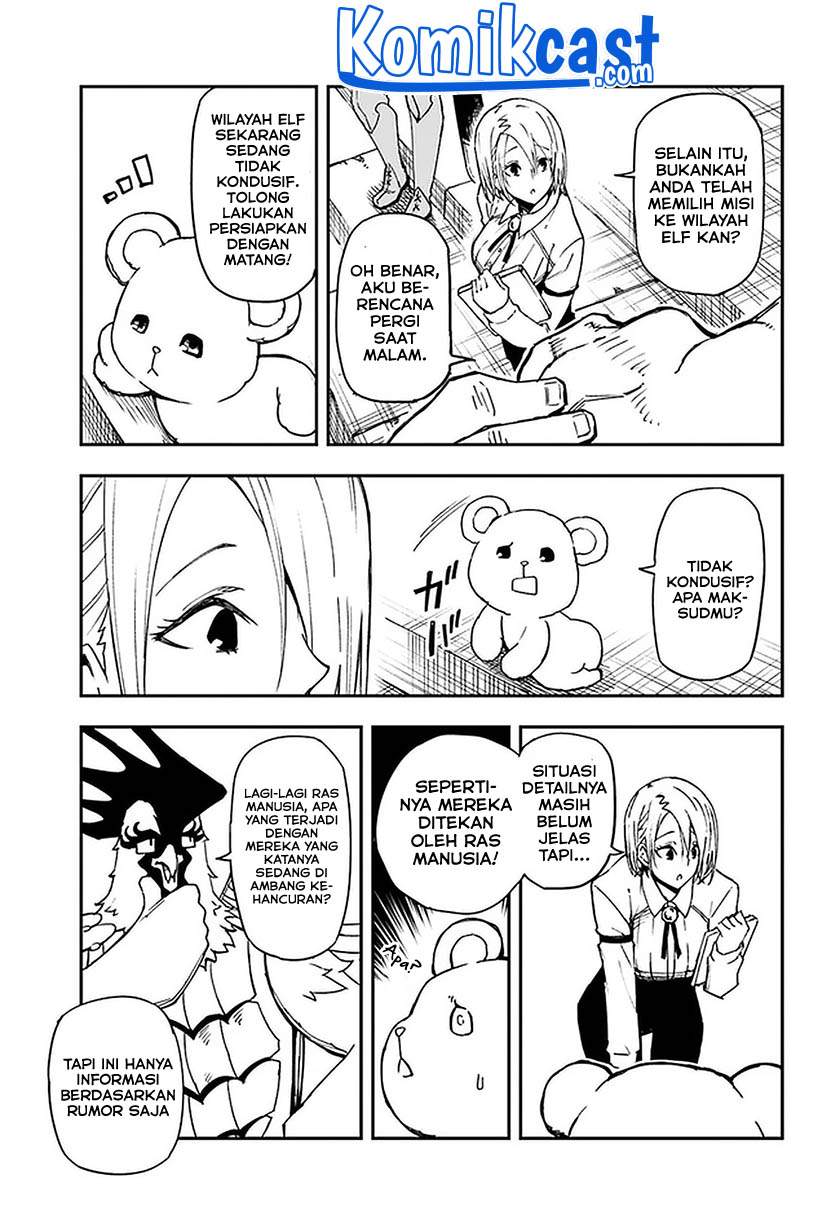 Komikcast
.com
SELAIN ITU,
BUKANKAH
ANDA TELAH
MEMILIH MISI
KE WILAYAH
ELF KAN?
OH BENAR,
AKU BE-
RENCANA
PERGI
SAAT
MALAM.
WILAYAH ELF
SEKARANG
SEDANG
TIDAK
KONDUSIF.
TOLONG
LAKUKAN
PERSIAPKAN
DENGAN
MATANG!
TIDAK
KONDUSIF?
APA MAK-
SUDMU?
ガバ
SITUASI
DETAILNYA
MASIH
BELUM
JELAS
TAPI...
SEPERTI-
NYA MEREKA
DITEKAN
OLEH RAS
MANUSIA!
Apa?
LAGI-LAGI RAS
MANUSIA, APA
YANG TERJADI
DENGAN
MEREKA YANG
KATANYA
SEDANG DI
AMBANG KE-
HANCURAN?
TAPI INI HANYA
INFORMASI
BERDASARKAN
RUMOR SAJA